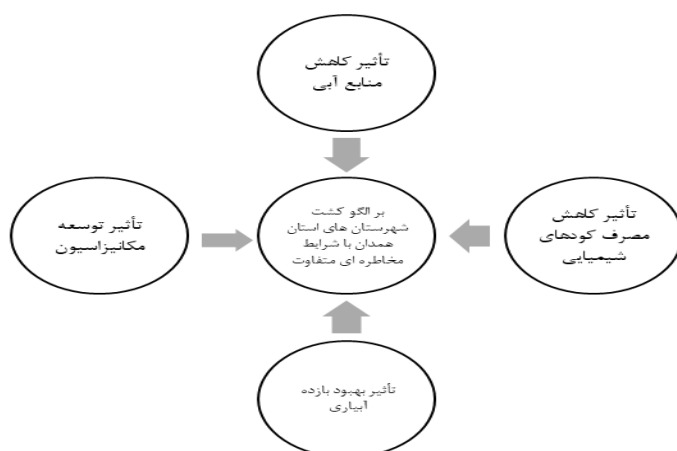 تأثیر کاهش
منابع آبی
تأثیر کاهش
مصرف کودهای
شیمیایی
بر الگو کشت
شهرستان های استان
همدان با شرایط
مخاطره ای متفاوت
تأثیر توسعه
مکانیزاسیون
تأثیر بهبود بازده
آبیاری